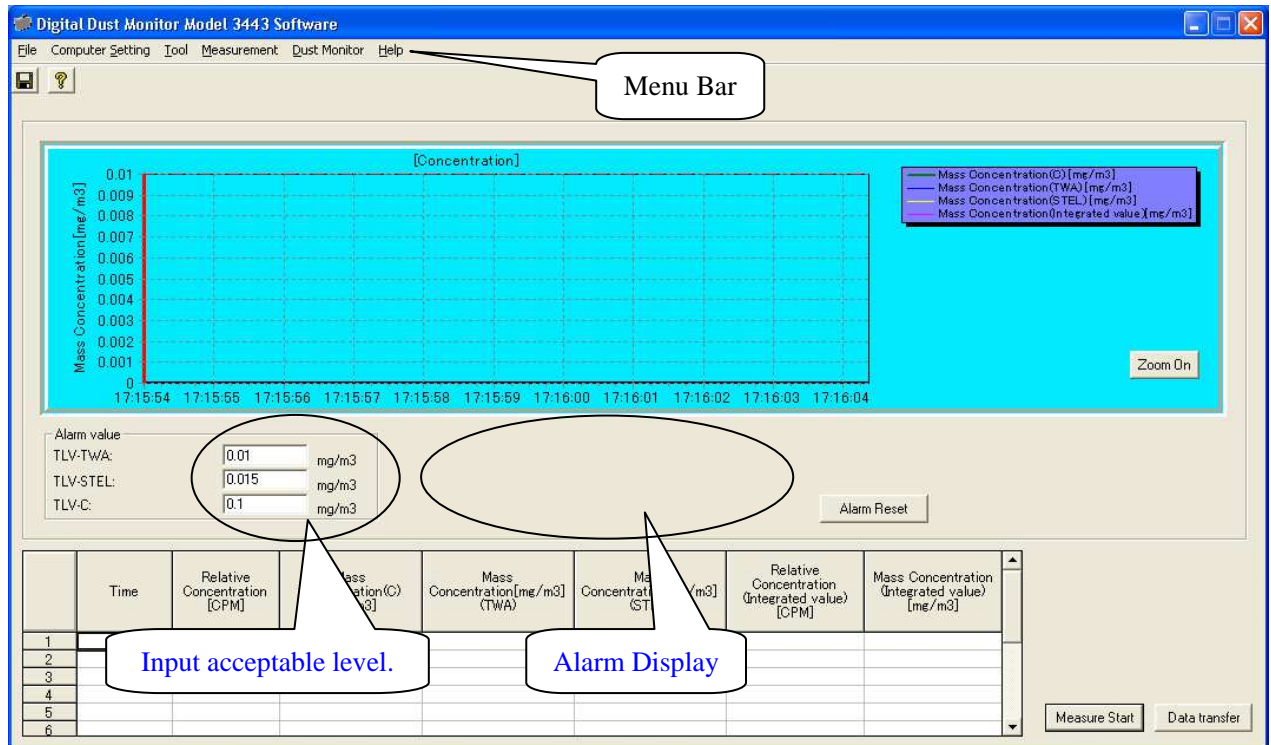 Digital Dust Monitor Model 3443 Software
File Computer Setting Tool Measurement Dust Monitor Help
Menu Bar
[Concentration]
Mass Concentration[mg/m3]
0.01
0.009
0.008
0.007
0.006
0.005
0.004
0.003
0.002
0.001
0
17:15:54 17:15:55 17:15:56 17:15:57 17:15:58 17:15:59 17:16:00 17:16:01 17:16:02 17:16:03 17:16:04
Mass Concentration(C)[mg/m3]
Mass Concentration(TWA)[mg/m3]
Mass Concentration(STEL)[mg/m3]
Mass Concentration(Integrated value)[mg/m3]
Zoom On
Alarm value
TLV-TWA: 0.01 mg/m3
TLV-STEL: 0.015 mg/m3
TLV-C: 0.1 mg/m3
Alarm Reset
Time
Relative
Concentration
[CPM]
Mass
Concentration[mg/m3]
(TWA)
Relative
Concentration
(Integrated value)
[CPM]
Mass Concentration
(Integrated value)
[mg/m3]
1
2
3
4
5
6
Input acceptable level.
Alarm Display
Measure Start
Data transfer